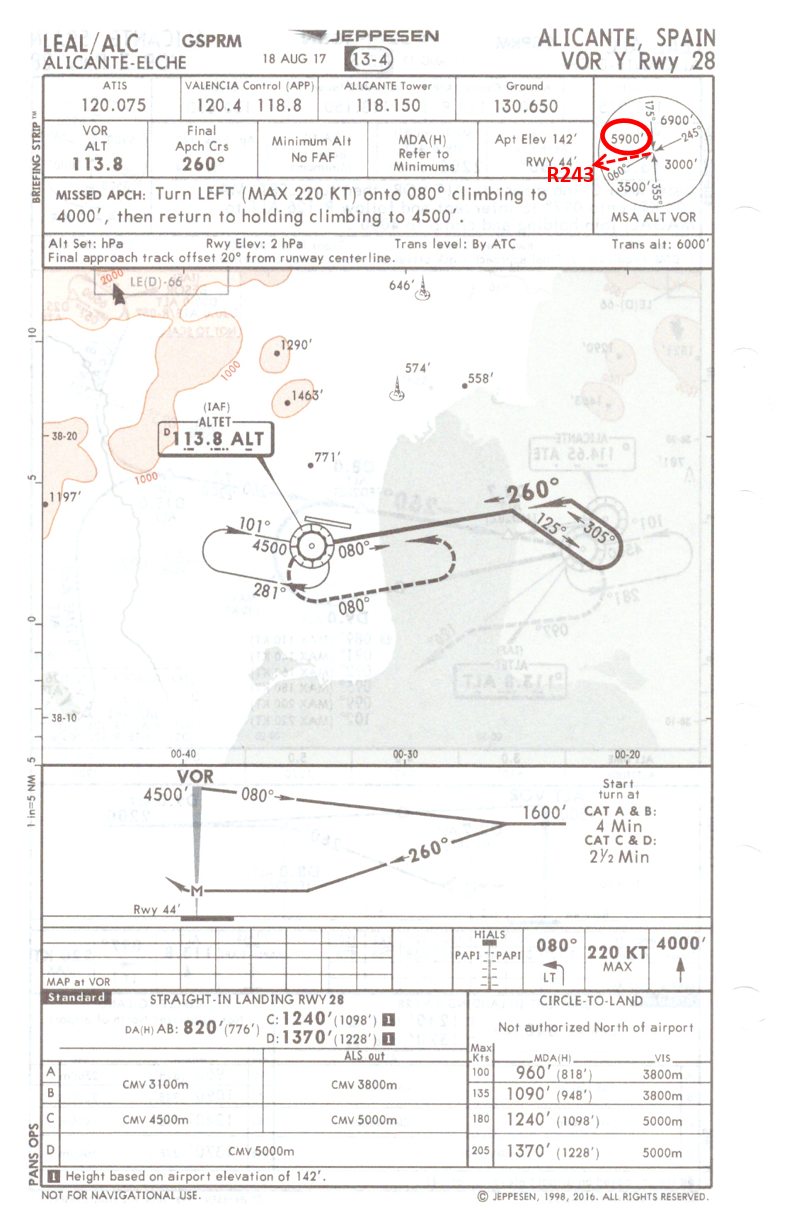 LEAL/ALC GSPRM JEPPESEN ALICANTE, SPAIN
ALICANTE-ELCHE 18 AUG 17 13-4 VOR Y Rwy 28
BRIEFING STRIP™
ATIS
120.075
VALENCIA Control (APP)
120.4 118.8
ALICANTE Tower
118.150
Ground
130.650
VOR
ALT
113.8
Final
Apch Crs
260°
Minimum Alt
No FAF
MDA(H)
Refer to
Minimums
Apt Elev 142'
RWY 44'
175°
6900'
245°
5900'
3000'
060°
3500'
355°
R243
MSA ALT VOR
MISSED APCH: Turn LEFT (MAX 220 KT) onto 080° climbing to
4000', then return to holding climbing to 4500'.
Alt Set: hPa Rwy Elev: 2 hPa Trans level: By ATC Trans alt: 6000'
Final approach track offset 20° from runway centerline.
2000
LE(D)-66
646'
10
1290'
1000
574'
558'
1463'
(IAF)
ALTET
D 113.8 ALT
38-20
1000
771'
5
1197'
260°
101°
4500
080°
125°
305°
281°
080°
0
38-10
5
00-40
00-30
00-20
1 in=5 NM
VOR
4500'
080°
1600'
260°
M
Rwy 44'
Start
turn at
CAT A & B:
4 Min
CAT C & D:
2½ Min
MAP at VOR
HIALS
PAPI PAPI
080°
LT
220 KT
MAX
4000'
Standard STRAIGHT-IN LANDING RWY 28
DA(H) AB: 820'(776')
C: 1240'(1098') 1
D: 1370'(1228') 1
ALS out
A
B
CMV 3100m CMV 3800m
C CMV 4500m CMV 5000m
D CMV 5000m
CIRCLE-TO-LAND
Not authorized North of airport
Max
Kts MDA(H) VIS
100 960' (818') 3800m
135 1090' (948') 3800m
180 1240' (1098') 5000m
205 1370' (1228') 5000m
PANS OPS
1 Height based on airport elevation of 142'.
NOT FOR NAVIGATIONAL USE. © JEPPESEN, 1998, 2016. ALL RIGHTS RESERVED.